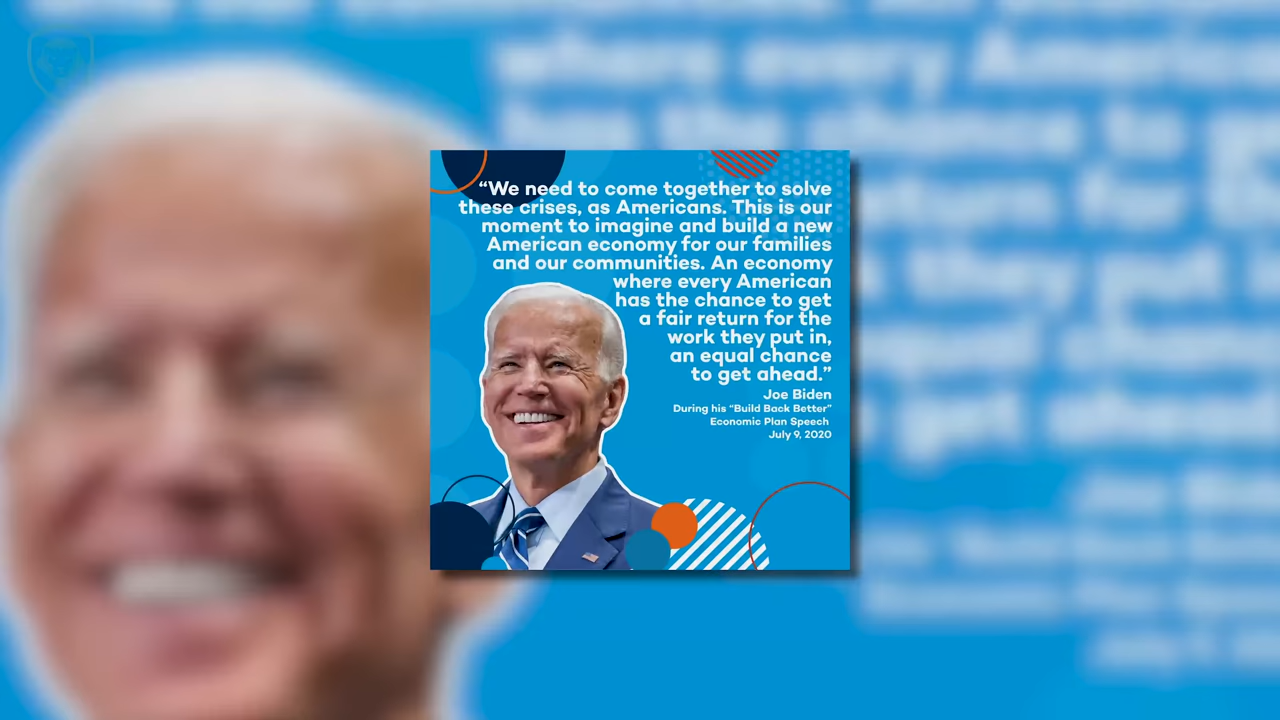 “We need to come together to solve
these crises, as Americans. This is our
moment to imagine and build a new
American economy for our families
and our communities. An economy
where every American
has the chance to get
a fair return for the
work they put in,
an equal chance
to get ahead.”
Joe Biden
During his “Build Back Better”
Economic Plan Speech
July 9, 2020